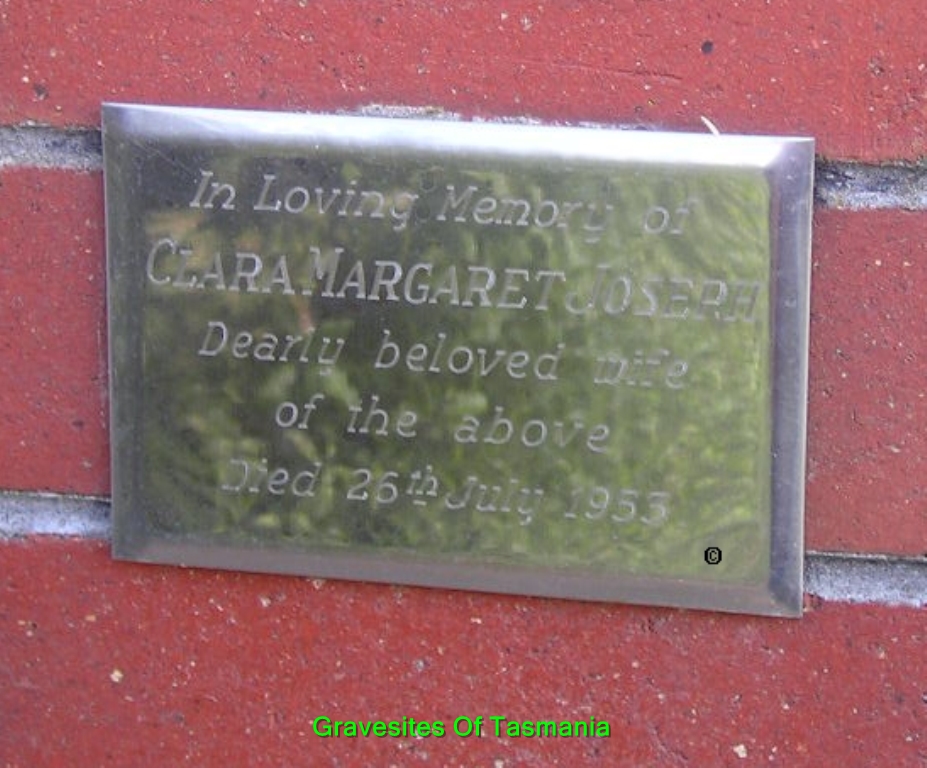 In Loving Memory of
CLARA MARGARET JOSEPH
Dearly beloved wife
of the above
Died 26th July 1953
©
Gravesites Of Tasmania